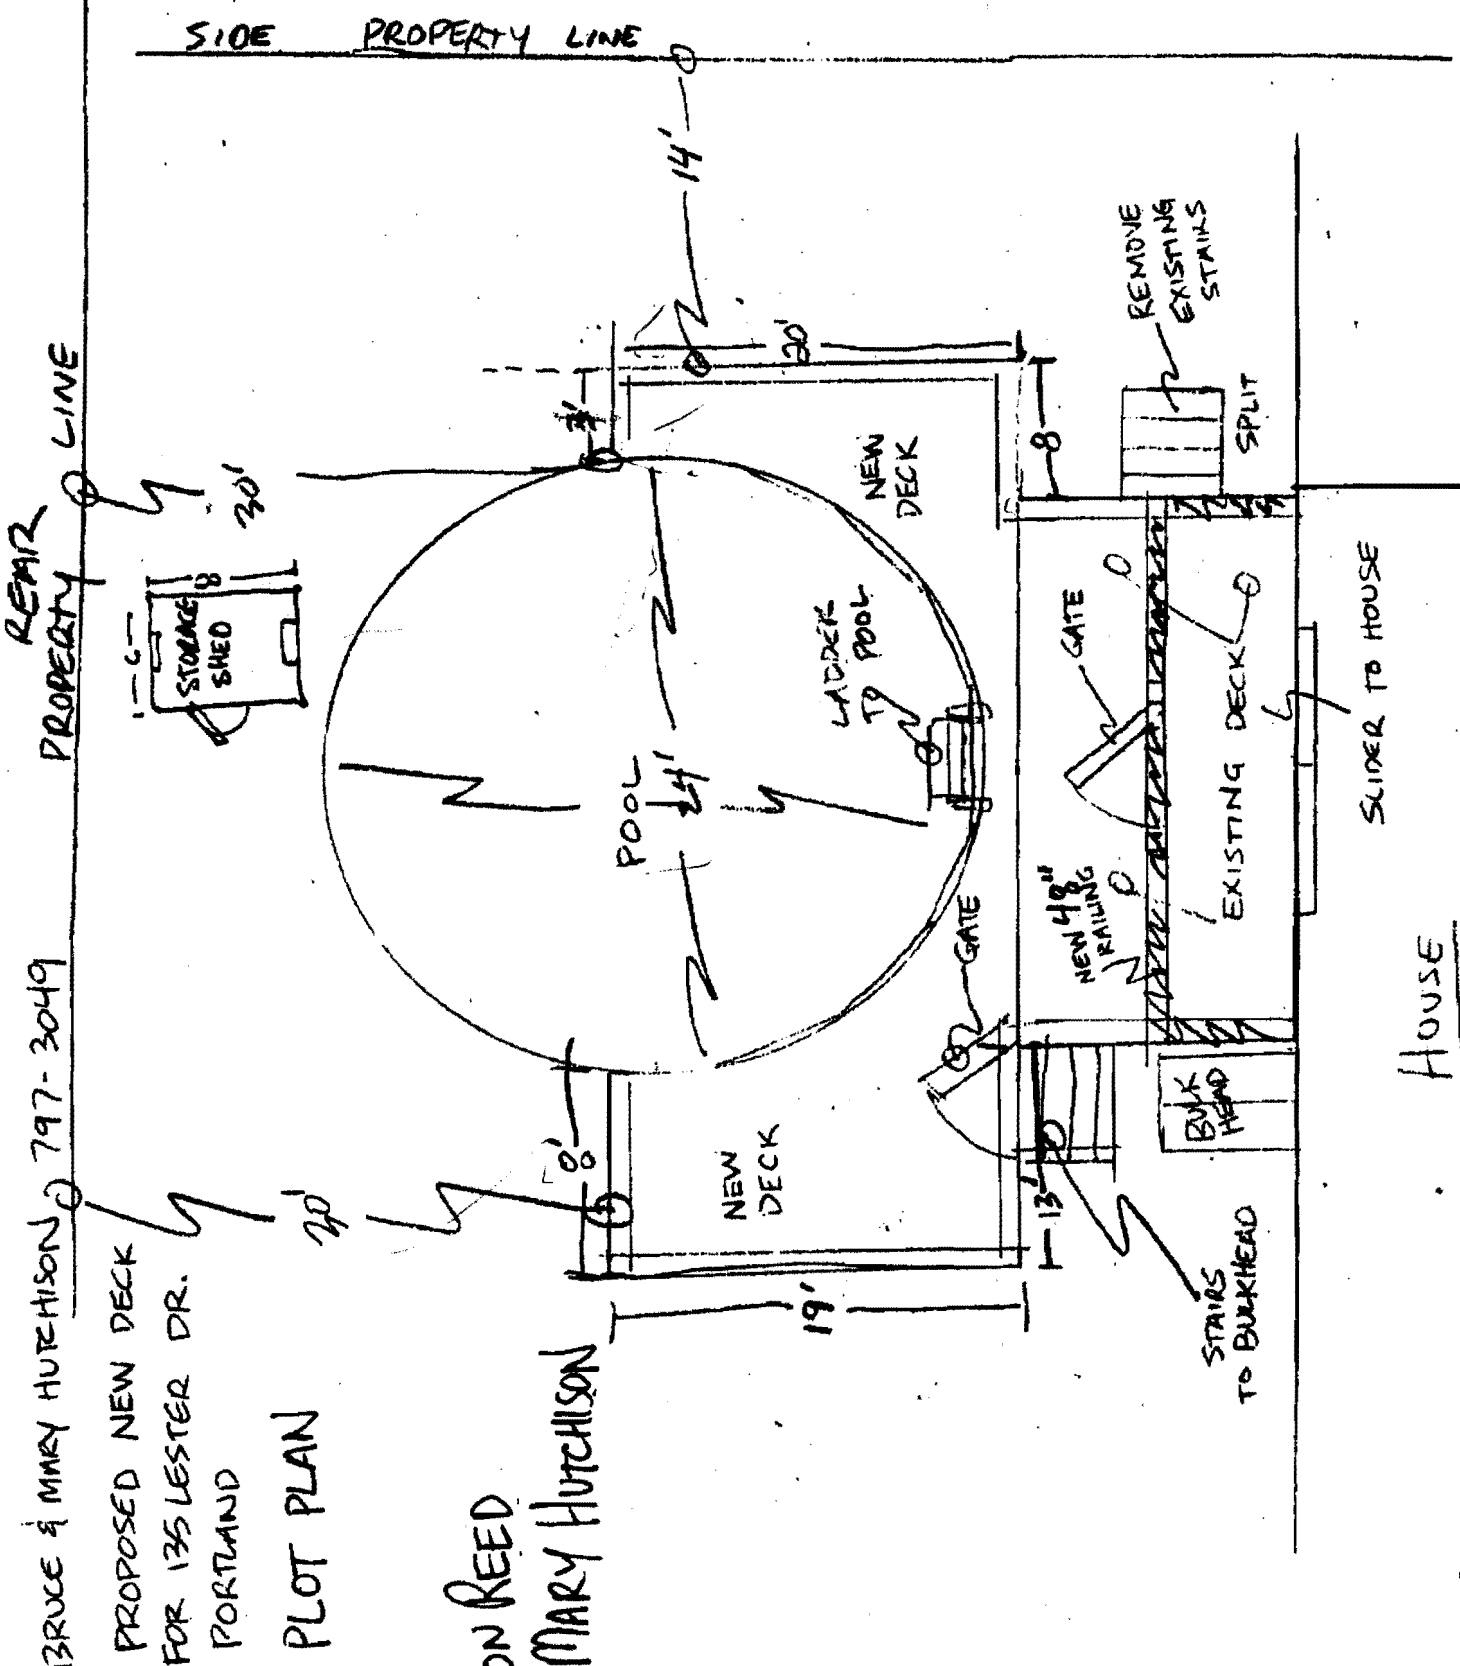 BRUCE & MARY HUTCHISON 797-3049
PROPOSED NEW DECK
FOR 135 LESTER DR.
PORTLAND
PLOT PLAN
ON REED
MARY HUTCHISON
REAR
PROPERTY LINE
SIDE PROPERTY LINE
STORAGE
SHED
8
30'
14'
20'
8'
19'
20'
8
13'
POOL
24'
LADDER
TO POOL
NEW
DECK
NEW
DECK
GATE
GATE
NEW 48"
RAILING
EXISTING DECK
REMOVE
EXISTING
STAIRS
SPLIT
BULK
HEAD
STAIRS
TO BULKHEAD
SLIDER TO HOUSE
HOUSE